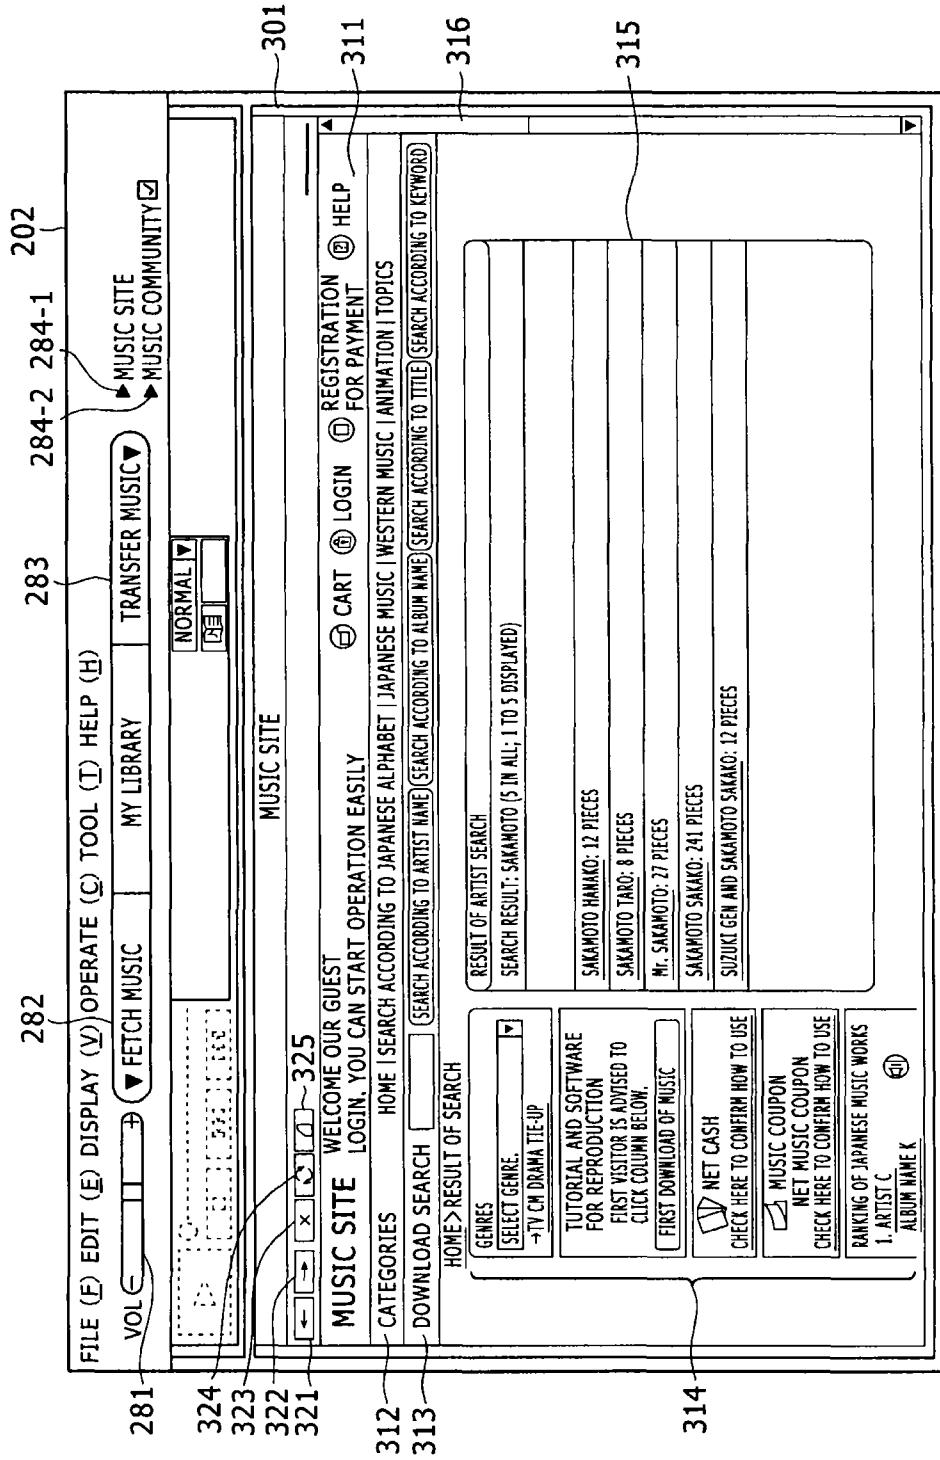 202
284-1
284-2
283
282
FILE (F) EDIT (E) DISPLAY (V) OPERATE (C) TOOL (T) HELP (H)
VOL − +
▼ FETCH MUSIC
MY LIBRARY
TRANSFER MUSIC ▼
▶ MUSIC SITE
▶ MUSIC COMMUNITY
281
NORMAL ▼
MUSIC SITE
301
324
323
322
321
← → ×
325
MUSIC SITE
WELCOME OUR GUEST
LOGIN, YOU CAN START OPERATION EASILY
CART
LOGIN
REGISTRATION
FOR PAYMENT
? HELP
311
312
CATEGORIES
HOME | SEARCH ACCORDING TO JAPANESE ALPHABET | JAPANESE MUSIC | WESTERN MUSIC | ANIMATION | TOPICS
316
313
DOWNLOAD SEARCH
SEARCH ACCORDING TO ARTIST NAME
SEARCH ACCORDING TO ALBUM NAME
SEARCH ACCORDING TO TITLE
SEARCH ACCORDING TO KEYWORD
HOME>RESULT OF SEARCH
GENRES
SELECT GENRE. ▼
→TV CM DRAMA TIE-UP
TUTORIAL AND SOFTWARE
FOR REPRODUCTION
FIRST VISITOR IS ADVISED TO
CLICK COLUMN BELOW.
FIRST DOWNLOAD OF MUSIC
NET CASH
CHECK HERE TO CONFIRM HOW TO USE
MUSIC COUPON
NET MUSIC COUPON
CHECK HERE TO CONFIRM HOW TO USE
RANKING OF JAPANESE MUSIC WORKS
1. ARTIST C
ALBUM NAME K
314
RESULT OF ARTIST SEARCH
SEARCH RESULT: SAKAMOTO (5 IN ALL; 1 TO 5 DISPLAYED)
SAKAMOTO HANAKO: 12 PIECES
SAKAMOTO TARO: 8 PIECES
Mr. SAKAMOTO: 27 PIECES
SAKAMOTO SAKAKO: 241 PIECES
SUZUKI GEN AND SAKAMOTO SAKAKO: 12 PIECES
315